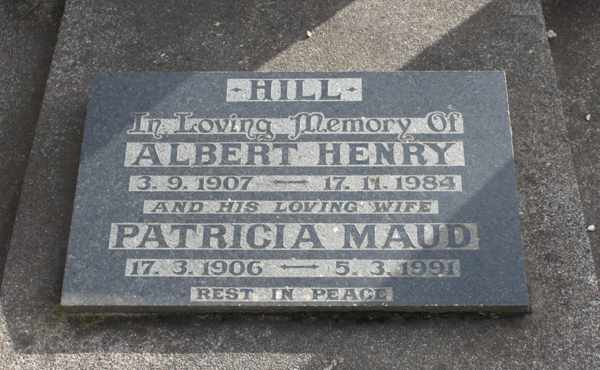 HILL
In Loving Memory Of
ALBERT HENRY
3.9.1907 — 17.11.1984
AND HIS LOVING WIFE
PATRICIA MAUD
17.3.1906 — 5.3.1991
REST IN PEACE